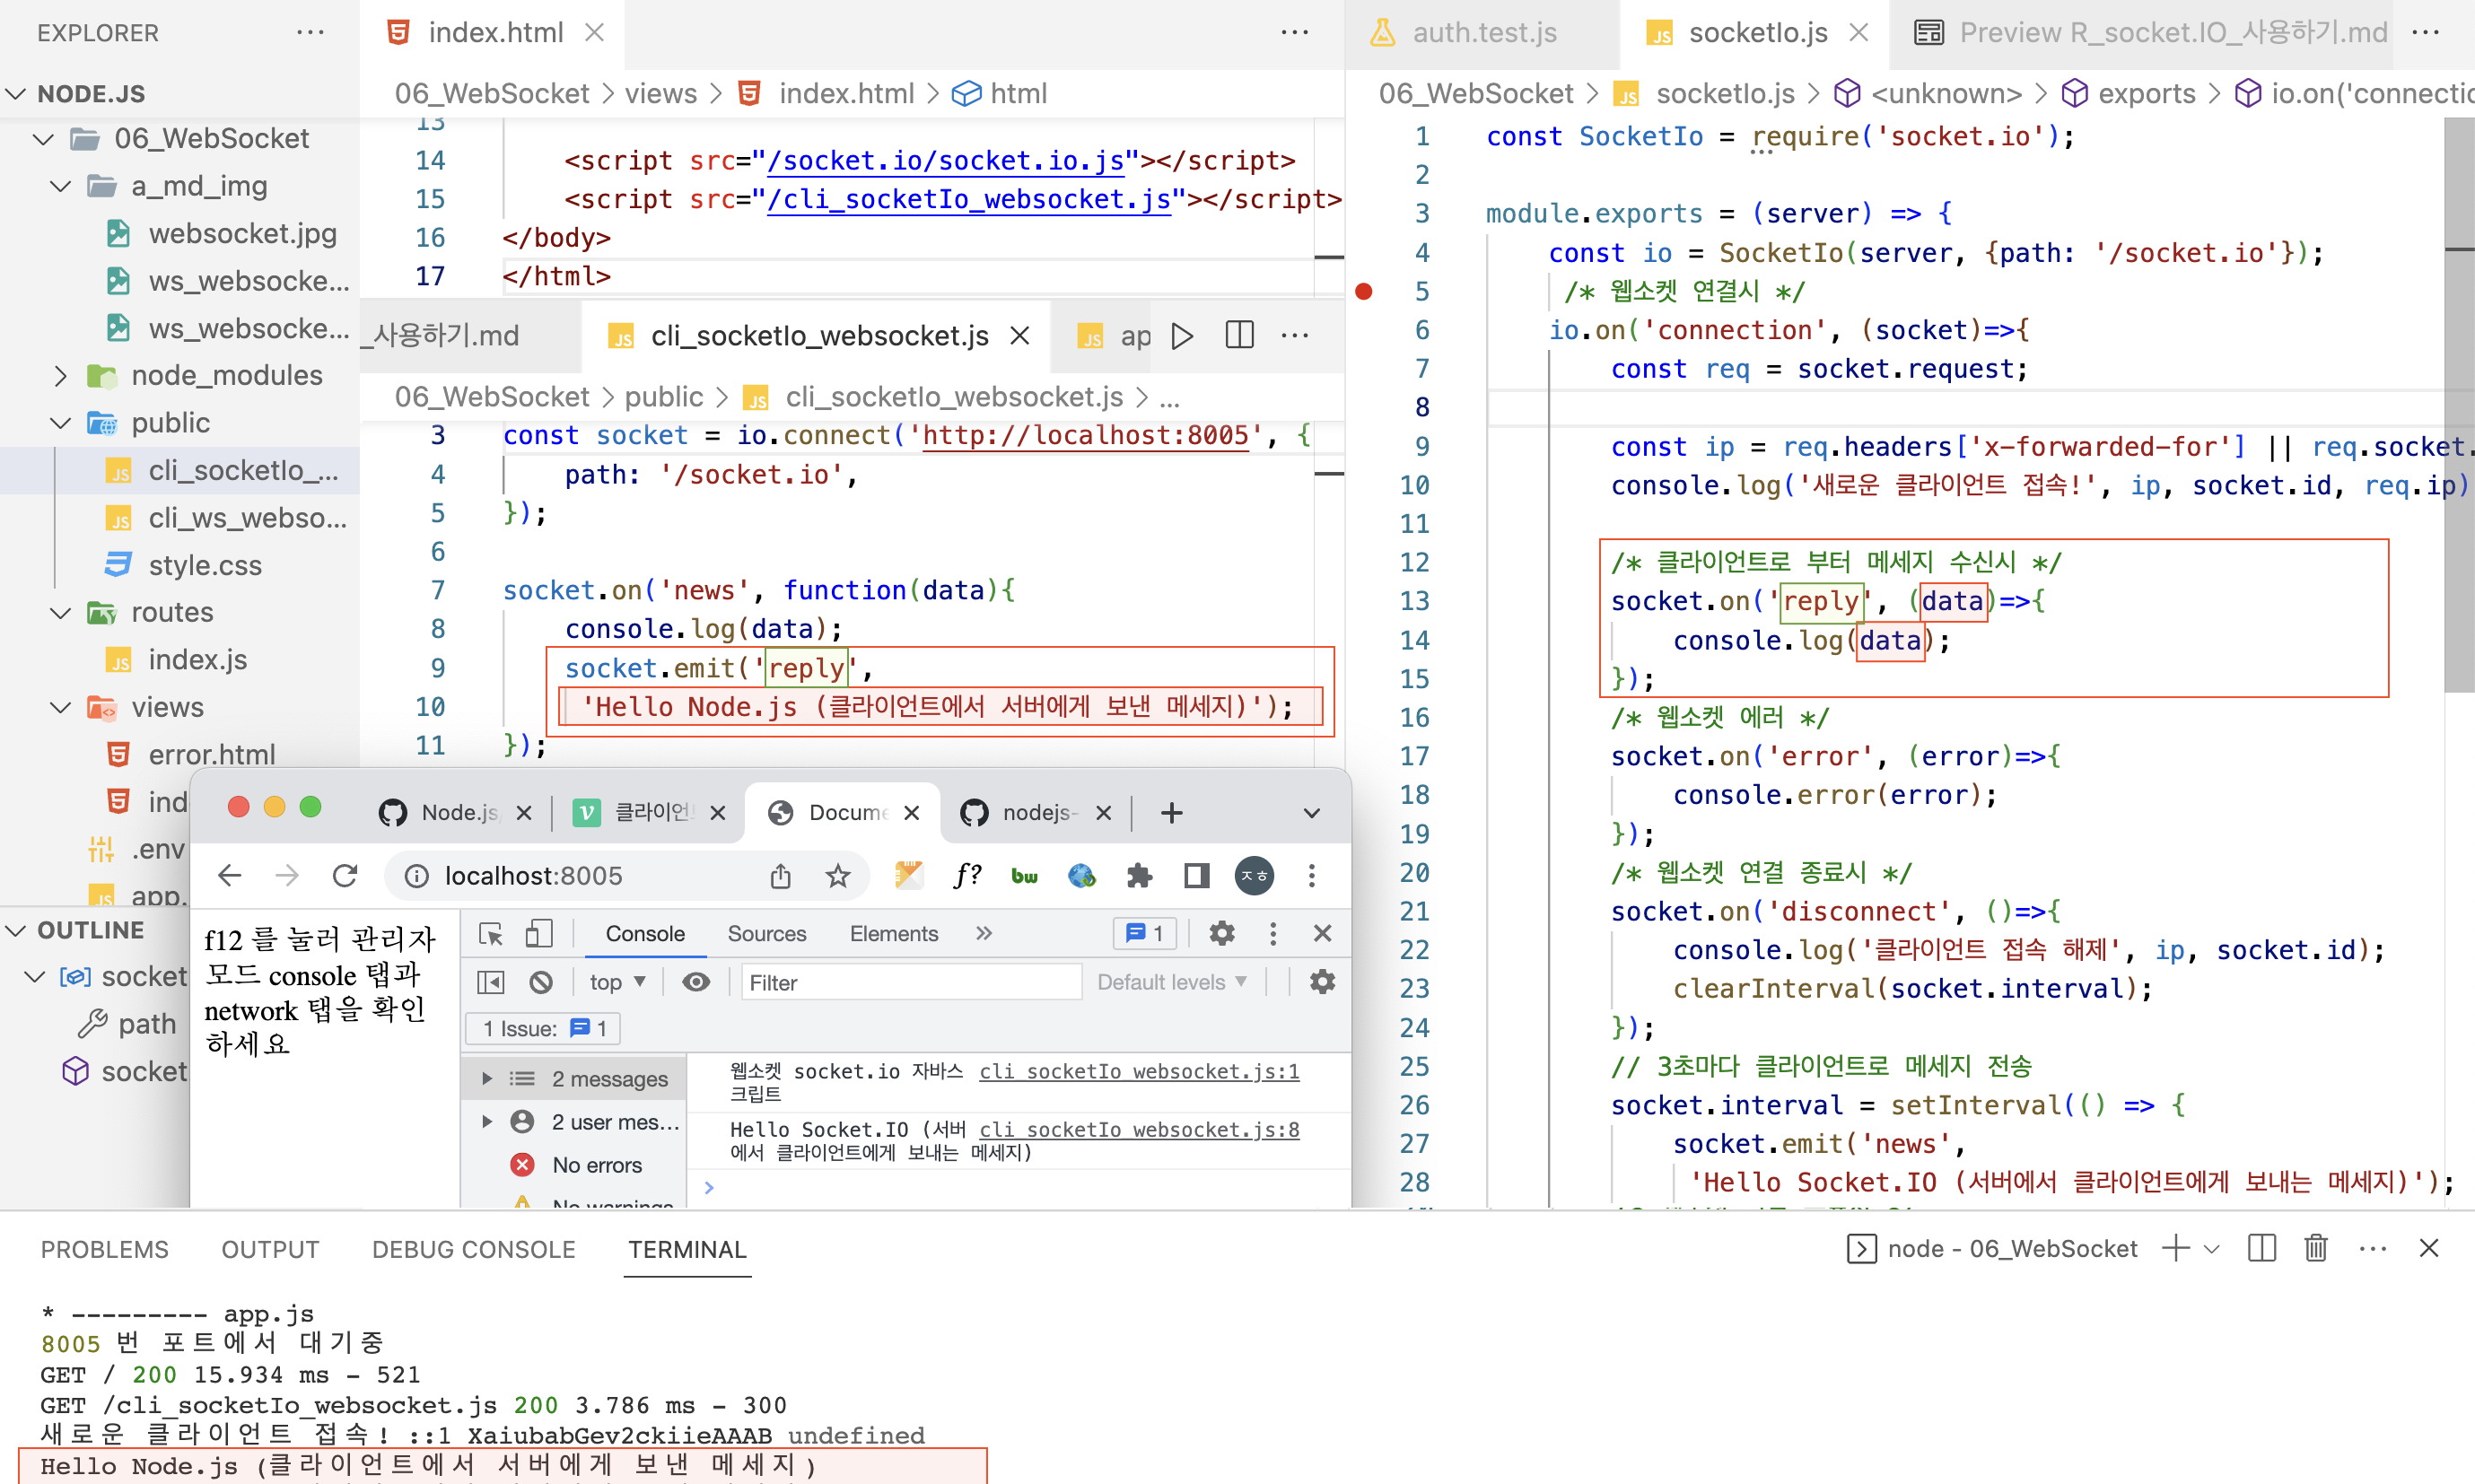 EXPLORER
NODE.JS
06_WebSocket
a_md_img
websocket.jpg
ws_websocke...
ws_websocke...
node_modules
public
cli_socketIo_...
cli_ws_webso...
style.css
routes
index.js
views
error.html
ind
.env
app.
OUTLINE
socket
path
socket
index.html
06_WebSocket > views > index.html > html
13
14 <script src="/socket.io/socket.io.js"></script>
15 <script src="/cli_socketIo_websocket.js"></script>
16 </body>
17 </html>
_사용하기.md
cli_socketIo_websocket.js
ap
06_WebSocket > public > cli_socketIo_websocket.js > ...
3 const socket = io.connect('http://localhost:8005', {
4 path: '/socket.io',
5 });
6
7 socket.on('news', function(data){
8 console.log(data);
9 socket.emit('reply',
10 'Hello Node.js (클라이언트에서 서버에게 보낸 메세지)');
11 });
auth.test.js
socketIo.js
Preview R_socket.IO_사용하기.md
06_WebSocket > socketIo.js > <unknown> > exports > io.on('connectic
1 const SocketIo = require('socket.io');
2
3 module.exports = (server) => {
4 const io = SocketIo(server, {path: '/socket.io'});
5 /* 웹소켓 연결시 */
6 io.on('connection', (socket)=>{
7 const req = socket.request;
8
9 const ip = req.headers['x-forwarded-for'] || req.socket.
10 console.log('새로운 클라이언트 접속!', ip, socket.id, req.ip)
11
12 /* 클라이언트로 부터 메세지 수신시 */
13 socket.on('reply', (data)=>{
14 console.log(data);
15 });
16 /* 웹소켓 에러 */
17 socket.on('error', (error)=>{
18 console.error(error);
19 });
20 /* 웹소켓 연결 종료시 */
21 socket.on('disconnect', ()=>{
22 console.log('클라이언트 접속 해제', ip, socket.id);
23 clearInterval(socket.interval);
24 });
25 // 3초마다 클라이언트로 메세지 전송
26 socket.interval = setInterval(() => {
27 socket.emit('news',
28 'Hello Socket.IO (서버에서 클라이언트에게 보내는 메세지)');
Node.js
클라이언
Docume
nodejs-
localhost:8005
f?
bw
ㅈㅎ
f12 를 눌러 관리자
모드 console 탭과
network 탭을 확인
하세요
Console
Sources
Elements
1
top
Filter
Default levels
1 Issue: 1
2 messages
2 user mes...
No errors
No warnings
웹소켓 socket.io 자바스 cli_socketIo_websocket.js:1
크립트
Hello Socket.IO (서버 cli_socketIo_websocket.js:8
에서 클라이언트에게 보내는 메세지)
PROBLEMS
OUTPUT
DEBUG CONSOLE
TERMINAL
node - 06_WebSocket
* --------- app.js
8005 번 포트에서 대기중
GET / 200 15.934 ms - 521
GET /cli_socketIo_websocket.js 200 3.786 ms - 300
새로운 클라이언트 접속! ::1 XaiubabGev2ckiieAAAB undefined
Hello Node.js (클라이언트에서 서버에게 보낸 메세지)